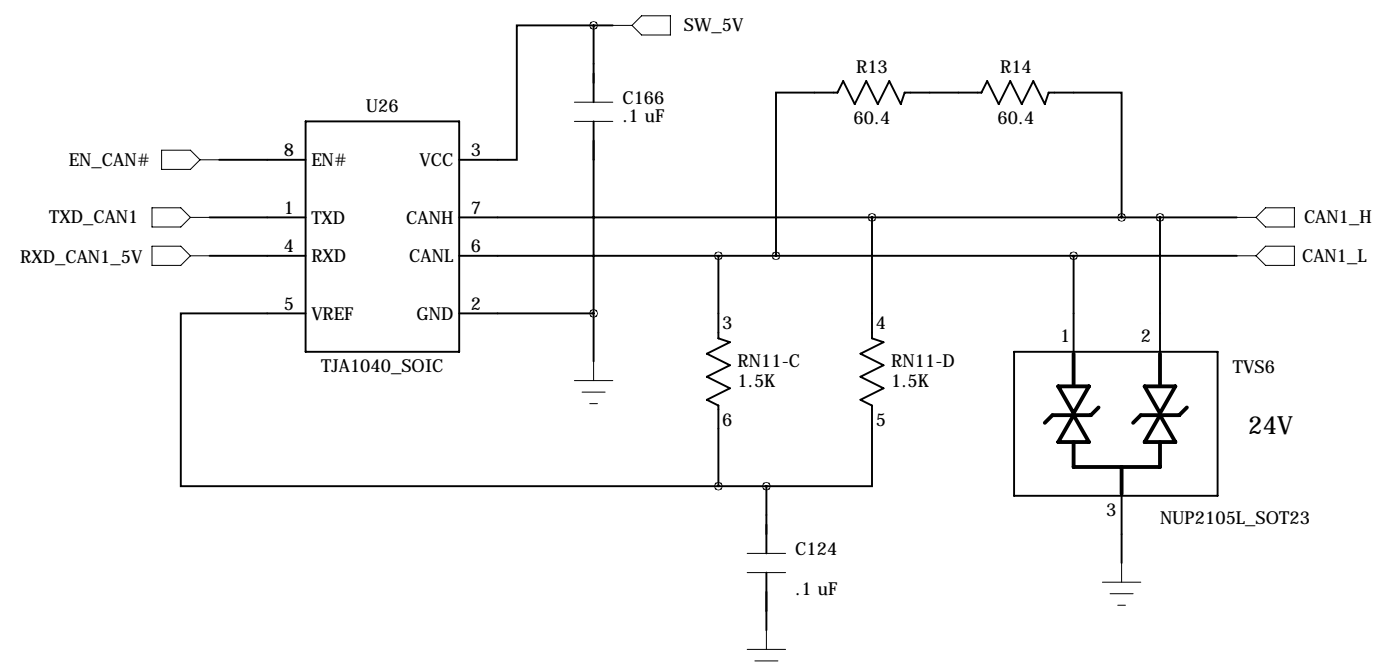 SW_5V
R13
R14
C166
.1 uF
60.4
60.4
U26
EN_CAN#
8
EN#
VCC
3
TXD_CAN1
1
TXD
CANH
7
CAN1_H
RXD_CAN1_5V
4
RXD
CANL
6
CAN1_L
5
VREF
GND
2
TJA1040_SOIC
3
RN11-C
1.5K
6
4
RN11-D
1.5K
5
1
2
TVS6
24V
3
NUP2105L_SOT23
C124
.1 uF